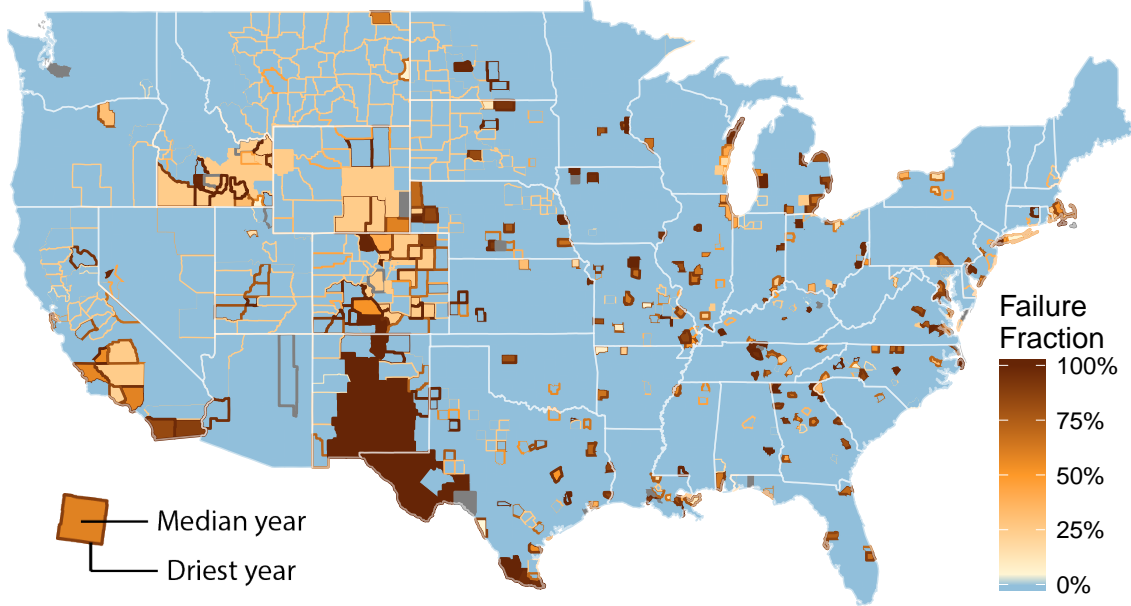 Failure
Fraction
100%
75%
50%
25%
0%
Median year
Driest year